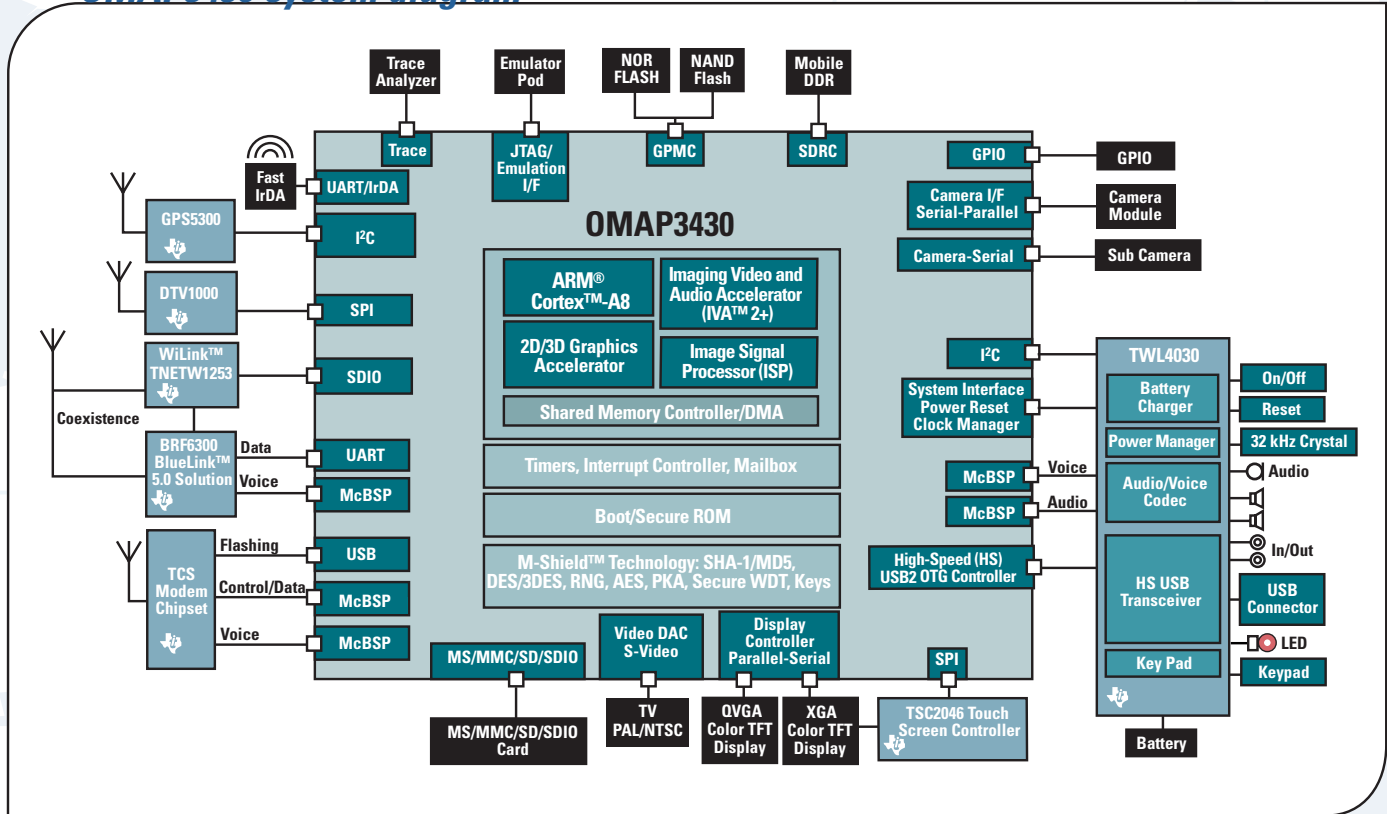 OMAP3430 system diagram
Trace
Analyzer
Emulator
Pod
NOR
FLASH
NAND
Flash
Mobile
DDR
Trace
JTAG/
Emulation
I/F
GPMC
SDRC
GPIO
GPIO
Fast
IrDA
UART/IrDA
Camera I/F
Serial-Parallel
Camera
Module
GPS5300
I²C
OMAP3430
Camera-Serial
Sub Camera
DTV1000
SPI
ARM®
Cortex™-A8
Imaging Video and
Audio Accelerator
(IVA™ 2+)
2D/3D Graphics
Accelerator
Image Signal
Processor (ISP)
Shared Memory Controller/DMA
WiLink™
TNETW1253
SDIO
Coexistence
BRF6300
BlueLink™
5.0 Solution
Data
Voice
UART
McBSP
Timers, Interrupt Controller, Mailbox
Boot/Secure ROM
M-Shield™ Technology: SHA-1/MD5,
DES/3DES, RNG, AES, PKA, Secure WDT, Keys
TCS
Modem
Chipset
Flashing
Control/Data
Voice
USB
McBSP
McBSP
I²C
System Interface
Power Reset
Clock Manager
McBSP
Voice
McBSP
Audio
High-Speed (HS)
USB2 OTG Controller
TWL4030
Battery
Charger
Power Manager
Audio/Voice
Codec
HS USB
Transceiver
Key Pad
On/Off
Reset
32 kHz Crystal
Audio
In/Out
USB
Connector
LED
Keypad
Battery
MS/MMC/SD/SDIO
Video DAC
S-Video
Display
Controller
Parallel-Serial
SPI
MS/MMC/SD/SDIO
Card
TV
PAL/NTSC
QVGA
Color TFT
Display
XGA
Color TFT
Display
TSC2046 Touch
Screen Controller